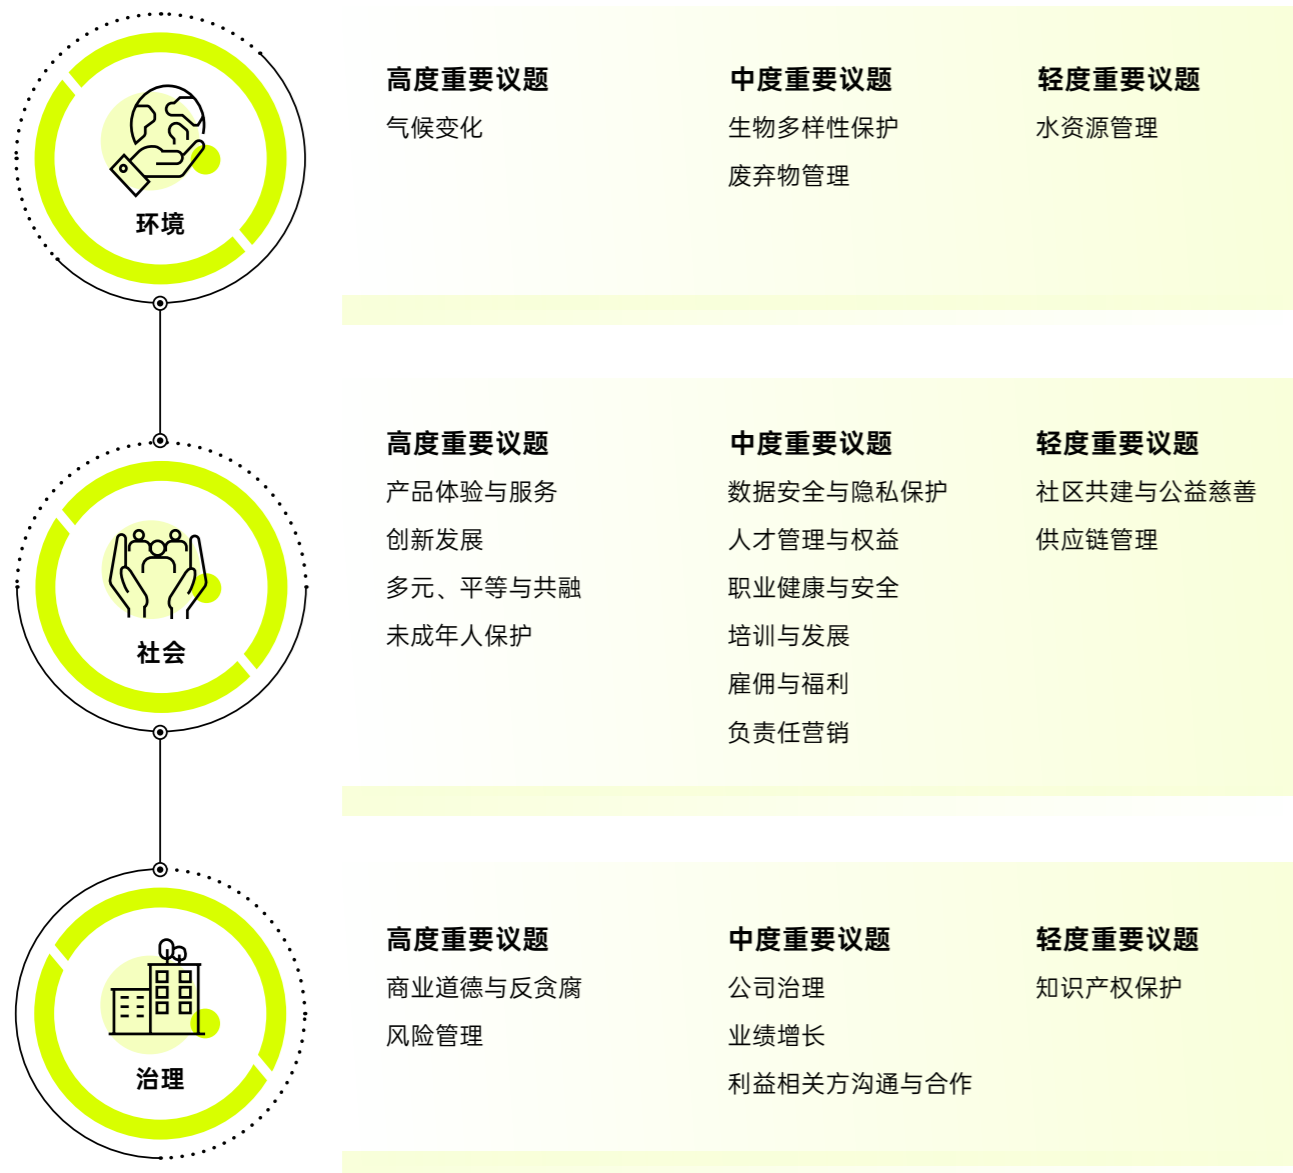 环境
高度重要议题
气候变化
中度重要议题
生物多样性保护
废弃物管理
轻度重要议题
水资源管理
社会
高度重要议题
产品体验与服务
创新发展
多元、平等与共融
未成年人保护
中度重要议题
数据安全与隐私保护
人才管理与权益
职业健康与安全
培训与发展
雇佣与福利
负责任营销
轻度重要议题
社区共建与公益慈善
供应链管理
治理
高度重要议题
商业道德与反贪腐
风险管理
中度重要议题
公司治理
业绩增长
利益相关方沟通与合作
轻度重要议题
知识产权保护